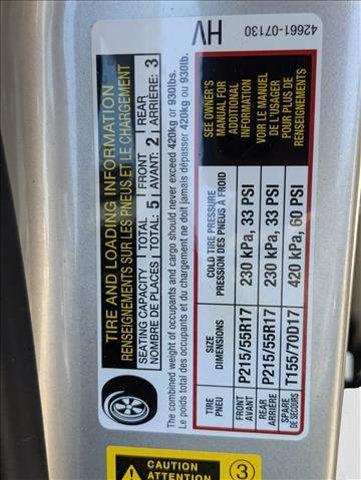 TIRE AND LOADING INFORMATION
RENSEIGNEMENTS SUR LES PNEUS ET LE CHARGEMENT
SEATING CAPACITY | TOTAL: 5 | FRONT : 2 | REAR : 3
NOMBRE DE PLACES | TOTAL: 5 | AVANT: 2 | ARRIÈRE: 3
The combined weight of occupants and cargo should never exceed 420kg or 930lbs.
Le poids total des occupants et du chargement ne doit jamais dépasser 420kg ou 930lb.
TIRE SIZE COLD TIRE PRESSURE
PNEU DIMENSIONS PRESSION DES PNEUS À FROID
FRONT AVANT P215/55R17 230 kPa, 33 PSI
REAR ARRIÈRE P215/55R17 230 kPa, 33 PSI
SPARE DE SECOURS T155/70D17 420 kPa, 60 PSI
SEE OWNER'S
MANUAL FOR
ADDITIONAL
INFORMATION
VOIR LE MANUEL
DE L'USAGER
POUR PLUS DE
RENSEIGNEMENTS
HV
42661-07130
CAUTION
ATTENTION
3